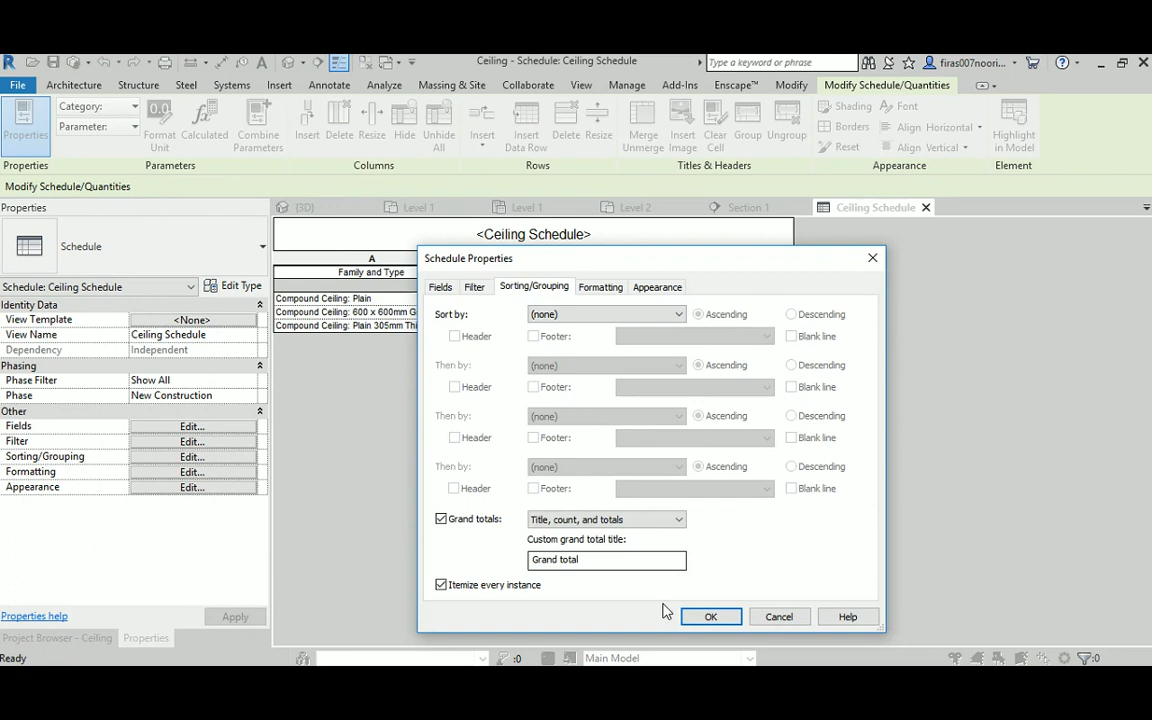 Ceiling - Schedule: Ceiling Schedule
Type a keyword or phrase
firas007noori...
File Architecture Structure Steel Systems Insert Annotate Analyze Massing & Site Collaborate View Manage Add-Ins Enscape™ Modify Modify Schedule/Quantities
Properties
Category:
Parameter:
Format Unit
Calculated
Combine Parameters
Insert
Delete
Resize
Hide
Unhide All
Insert
Insert Data Row
Delete
Resize
Merge Unmerge
Insert Image
Clear Cell
Group
Ungroup
Shading
Borders
Reset
Font
Align Horizontal
Align Vertical
Highlight in Model
Properties Parameters Columns Rows Titles & Headers Appearance Element
Modify Schedule/Quantities
Properties
{3D} Level 1 Level 1 Level 2 Section 1 Ceiling Schedule
Schedule
Schedule: Ceiling Schedule Edit Type
Identity Data
View Template <None>
View Name Ceiling Schedule
Dependency Independent
Phasing
Phase Filter Show All
Phase New Construction
Other
Fields Edit...
Filter Edit...
Sorting/Grouping Edit...
Formatting Edit...
Appearance Edit...
Properties help Apply
Project Browser - Ceiling Properties
<Ceiling Schedule>
A
Family and Type
Compound Ceiling: Plain
Compound Ceiling: 600 x 600mm G
Compound Ceiling: Plain 305mm Thi
Schedule Properties
Fields Filter Sorting/Grouping Formatting Appearance
Sort by: (none) Ascending Descending
Header Footer: Blank line
Then by: (none) Ascending Descending
Header Footer: Blank line
Then by: (none) Ascending Descending
Header Footer: Blank line
Then by: (none) Ascending Descending
Header Footer: Blank line
Grand totals: Title, count, and totals
Custom grand total title:
Grand total
Itemize every instance
OK Cancel Help
Ready :0 Main Model :0